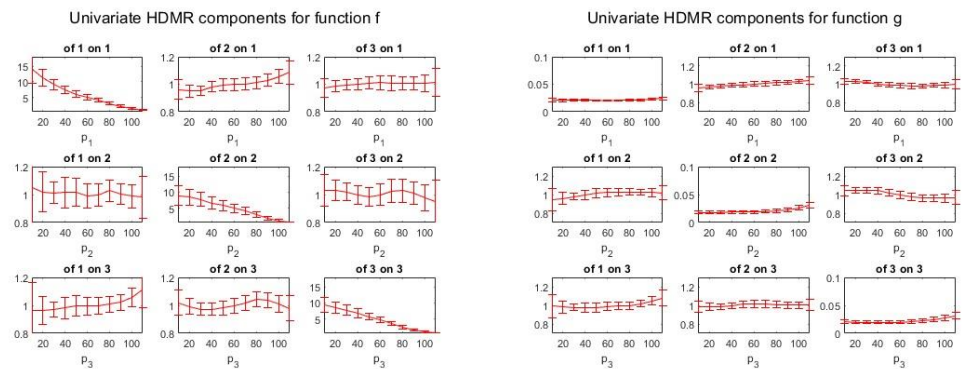 Univariate HDMR components for function f
of 1 on 1
of 2 on 1
of 3 on 1
15
10
5
1.2
1
0.8
1.2
1
0.8
20 40 60 80 100
20 40 60 80 100
20 40 60 80 100
p1
p1
p1
of 1 on 2
of 2 on 2
of 3 on 2
1.2
1
0.8
15
10
5
1.2
1
0.8
20 40 60 80 100
20 40 60 80 100
20 40 60 80 100
p2
p2
p2
of 1 on 3
of 2 on 3
of 3 on 3
1.2
1
0.8
1.2
1
0.8
15
10
5
20 40 60 80 100
20 40 60 80 100
20 40 60 80 100
p3
p3
p3
Univariate HDMR components for function g
of 1 on 1
of 2 on 1
of 3 on 1
0.1
0.05
0
1.2
1
0.8
1.2
1
0.8
20 40 60 80 100
20 40 60 80 100
20 40 60 80 100
p1
p1
p1
of 1 on 2
of 2 on 2
of 3 on 2
1.2
1
0.8
0.1
0.05
0
1.2
1
0.8
20 40 60 80 100
20 40 60 80 100
20 40 60 80 100
p2
p2
p2
of 1 on 3
of 2 on 3
of 3 on 3
1.2
1
0.8
1.2
1
0.8
0.1
0.05
0
20 40 60 80 100
20 40 60 80 100
20 40 60 80 100
p3
p3
p3